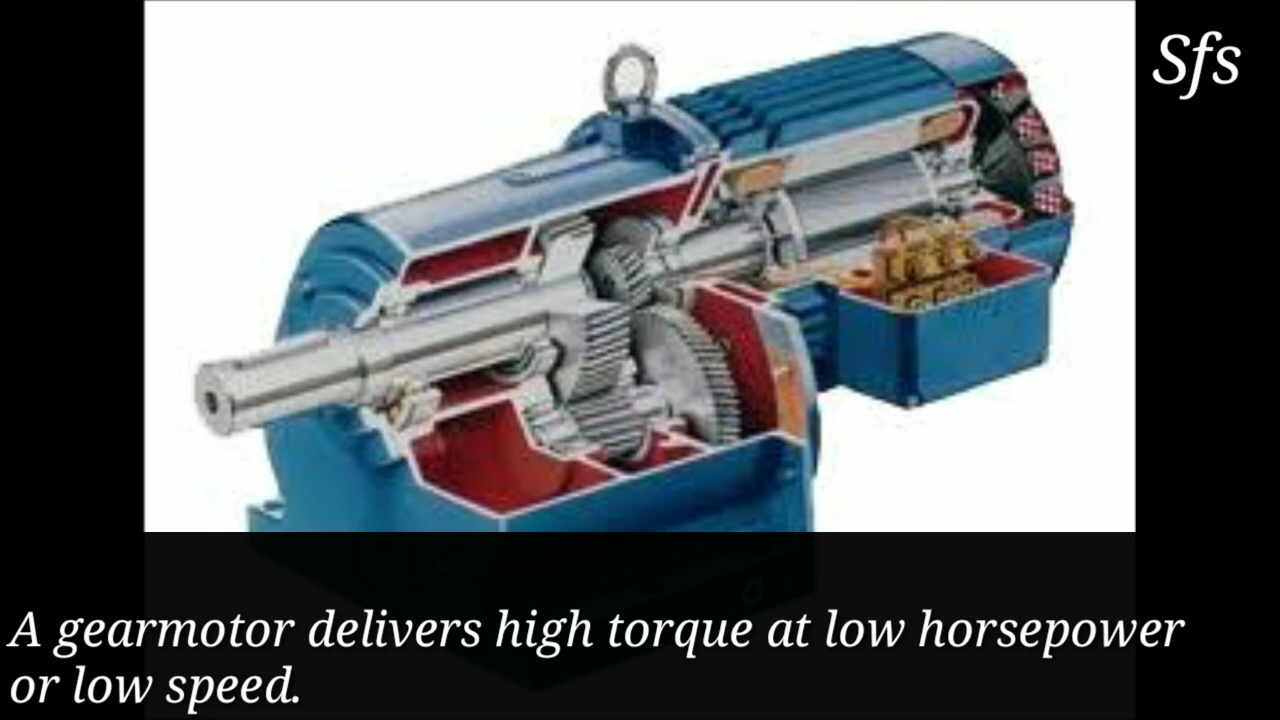 Sfs
A gearmotor delivers high torque at low horsepower
or low speed.